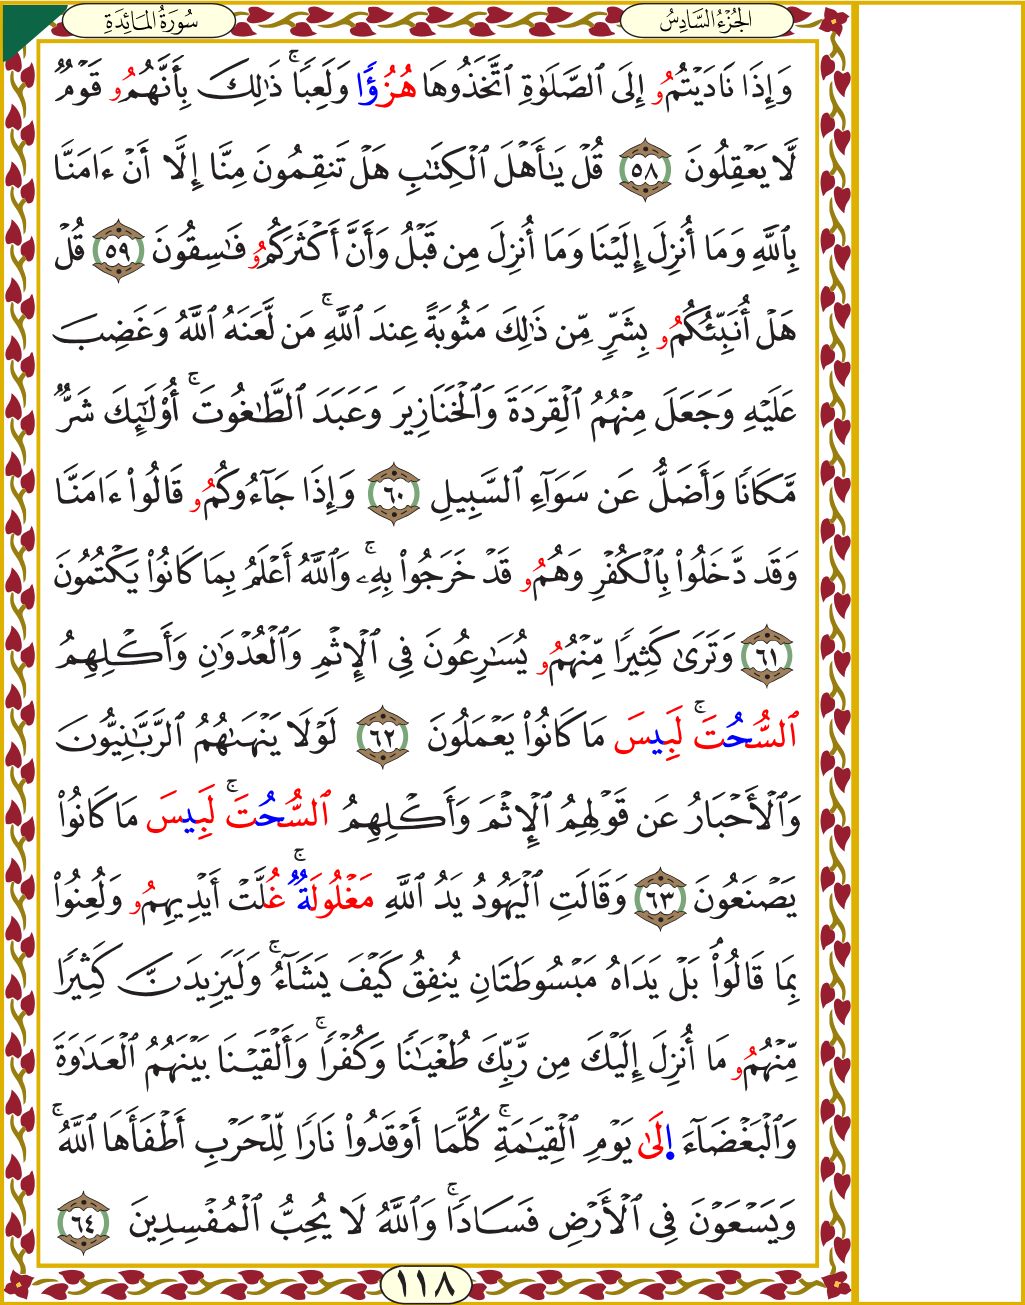 الجُزْءُ السَّادِسُ
سُورَةُ المَائِدَةِ
وَإِذَا نَادَيْتُمُو إِلَى ٱلصَّلَوٰةِ ٱتَّخَذُوهَا هُزُؤٗا وَلَعِبٗاۚ ذَٰلِكَ بِأَنَّهُمُو قَوۡمٞ
لَّا يَعۡقِلُونَ ٥٨ قُلۡ يَٰأَهۡلَ ٱلۡكِتَٰبِ هَلۡ تَنقِمُونَ مِنَّا إِلَّا أَنۡ ءَامَنَّا
بِٱللَّهِ وَمَا أُنزِلَ إِلَيۡنَا وَمَا أُنزِلَ مِن قَبۡلُ وَأَنَّ أَكۡثَرَكُمُو فَٰسِقُونَ ٥٩ قُلۡ
هَلۡ أُنَبِّئُكُمُو بِشَرّٖ مِّن ذَٰلِكَ مَثُوبَةً عِندَ ٱللَّهِۚ مَن لَّعَنَهُ ٱللَّهُ وَغَضِبَ
عَلَيۡهِ وَجَعَلَ مِنۡهُمُ ٱلۡقِرَدَةَ وَٱلۡخَنَازِيرَ وَعَبَدَ ٱلطَّٰغُوتَۚ أُوْلَٰٓئِكَ شَرّٞ
مَّكَانٗا وَأَضَلُّ عَن سَوَآءِ ٱلسَّبِيلِ ٦٠ وَإِذَا جَآءُوكُمُو قَالُواْ ءَامَنَّا
وَقَد دَّخَلُواْ بِٱلۡكُفۡرِ وَهُمُو قَدۡ خَرَجُواْ بِهِۦۚ وَٱللَّهُ أَعۡلَمُ بِمَا كَانُواْ يَكۡتُمُونَ
٦١ وَتَرَىٰ كَثِيرٗا مِّنۡهُمُو يُسَٰرِعُونَ فِي ٱلۡإِثۡمِ وَٱلۡعُدۡوَٰنِ وَأَكۡلِهِمُ
ٱلسُّحُتَۚ لَبِيسَ مَا كَانُواْ يَعۡمَلُونَ ٦٢ لَوۡلَا يَنۡهَىٰهُمُ ٱلرَّبَّٰنِيُّونَ
وَٱلۡأَحۡبَارُ عَن قَوۡلِهِمُ ٱلۡإِثۡمَ وَأَكۡلِهِمُ ٱلسُّحُتَۚ لَبِيسَ مَا كَانُواْ
يَصۡنَعُونَ ٦٣ وَقَالَتِ ٱلۡيَهُودُ يَدُ ٱللَّهِ مَغۡلُولَةٌۚ غُلَّتۡ أَيۡدِيهِمُو وَلُعِنُواْ
بِمَا قَالُواْۘ بَلۡ يَدَاهُ مَبۡسُوطَتَانِ يُنفِقُ كَيۡفَ يَشَآءُۚ وَلَيَزِيدَنَّ كَثِيرٗا
مِّنۡهُمُو مَا أُنزِلَ إِلَيۡكَ مِن رَّبِّكَ طُغۡيَٰنٗا وَكُفۡرٗاۚ وَأَلۡقَيۡنَا بَيۡنَهُمُ ٱلۡعَدَٰوَةَ
وَٱلۡبَغۡضَآءَ ٱ۪لَىٰ يَوۡمِ ٱلۡقِيَٰمَةِۚ كُلَّمَا أَوۡقَدُواْ نَارٗا لِّلۡحَرۡبِ أَطۡفَأَهَا ٱللَّهُۚ
وَيَسۡعَوۡنَ فِي ٱلۡأَرۡضِ فَسَادٗاۚ وَٱللَّهُ لَا يُحِبُّ ٱلۡمُفۡسِدِينَ ٦٤
١١٨